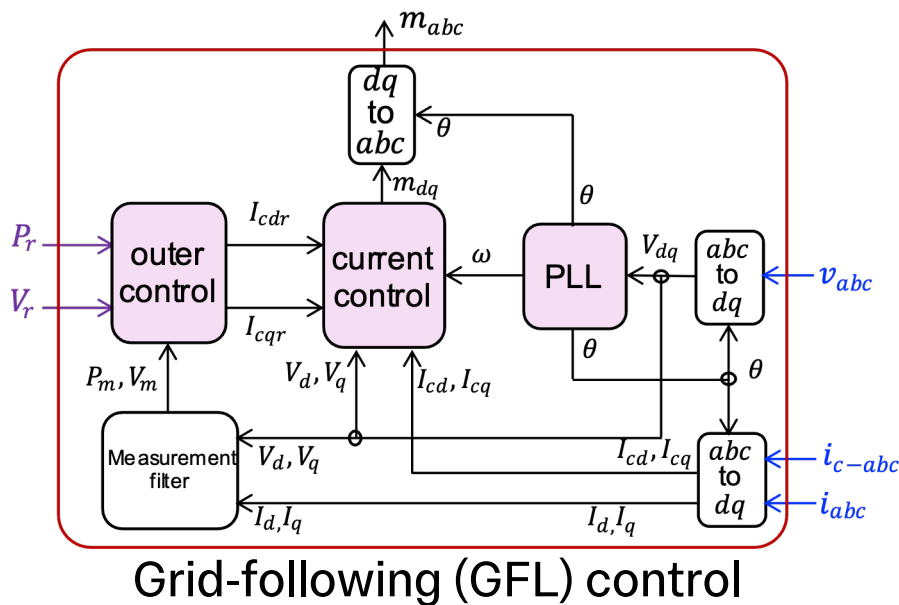 m_abc
dq
to
abc
θ
m_dq
θ
I_cdr
P_r
outer
control
current
control
ω
PLL
V_dq
abc
to
dq
v_abc
V_r
I_cqr
θ
θ
P_m, V_m
V_d, V_q
I_cd, I_cq
Measurement
filter
V_d, V_q
I_cd, I_cq
abc
to
dq
i_c−abc
i_abc
I_d, I_q
I_d, I_q
Grid-following (GFL) control